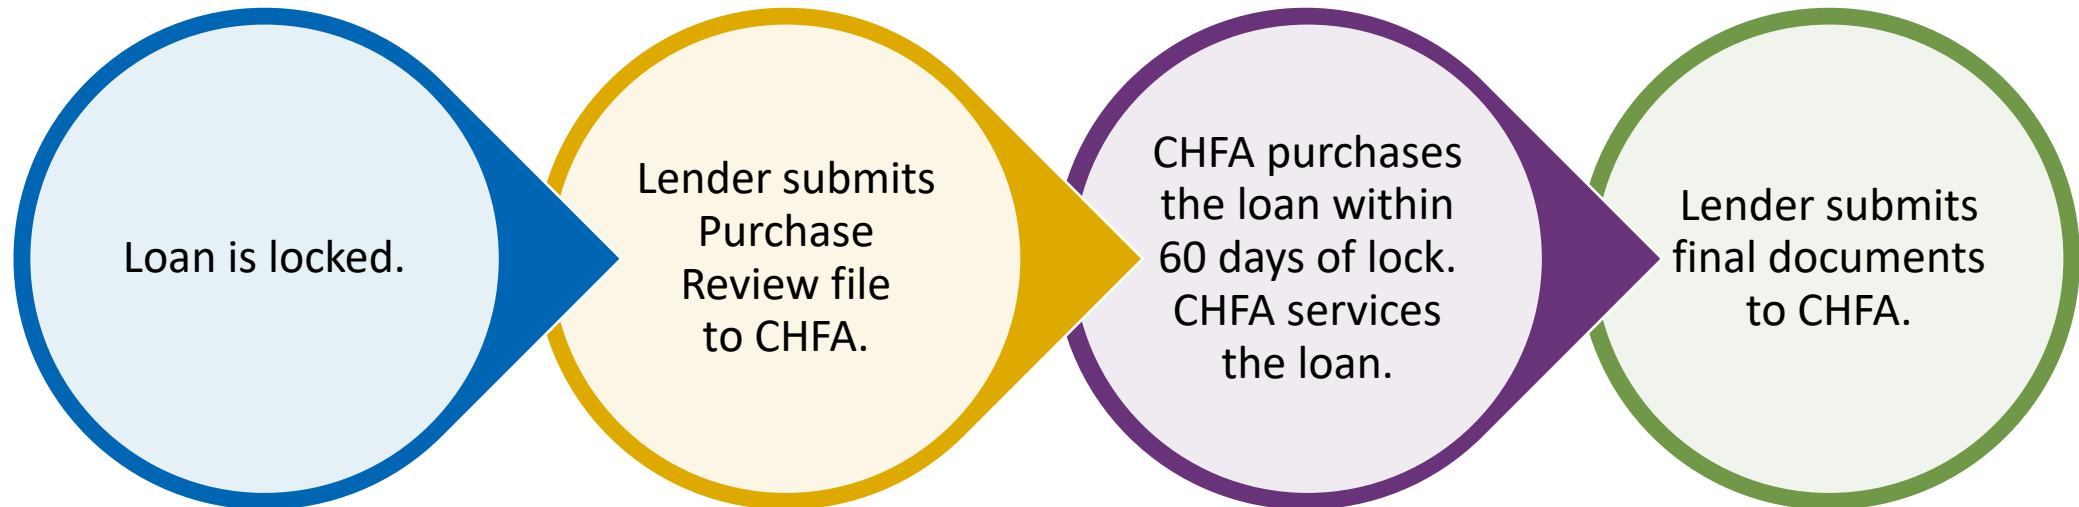 Loan is locked.
Lender submits
Purchase
Review file
to CHFA.
CHFA purchases
the loan within
60 days of lock.
CHFA services
the loan.
Lender submits
final documents
to CHFA.